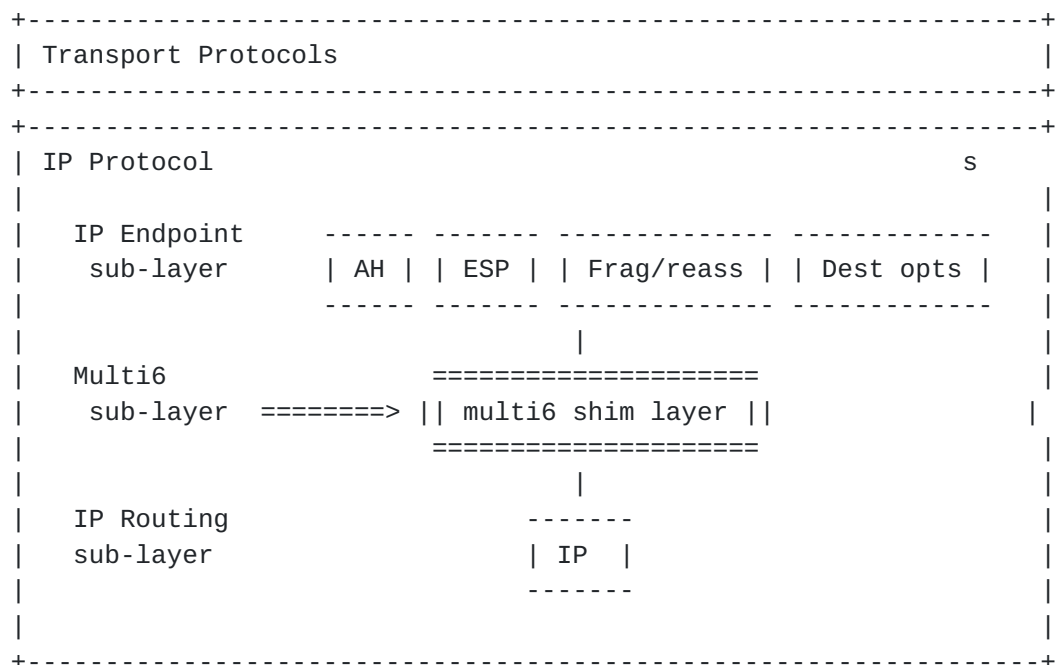 +-----------------------------------------------------------------+
| Transport Protocols                                             |
+-----------------------------------------------------------------+
+-----------------------------------------------------------------+
| IP Protocol                                                s
|                                                                 |
|   IP Endpoint     ------ ------- -------------- -------------   |
|    sub-layer      | AH | | ESP | | Frag/reass | | Dest opts |   |
|                   ------ ------- -------------- -------------   |
|                                   |                             |
|   Multi6                 =====================                  |
|    sub-layer  ========> || multi6 shim layer ||                |
|                          =====================                  |
|                                   |                             |
|   IP Routing                   -------                          |
|   sub-layer                    | IP  |                          |
|                                -------                          |
|                                                                 |
+-----------------------------------------------------------------+